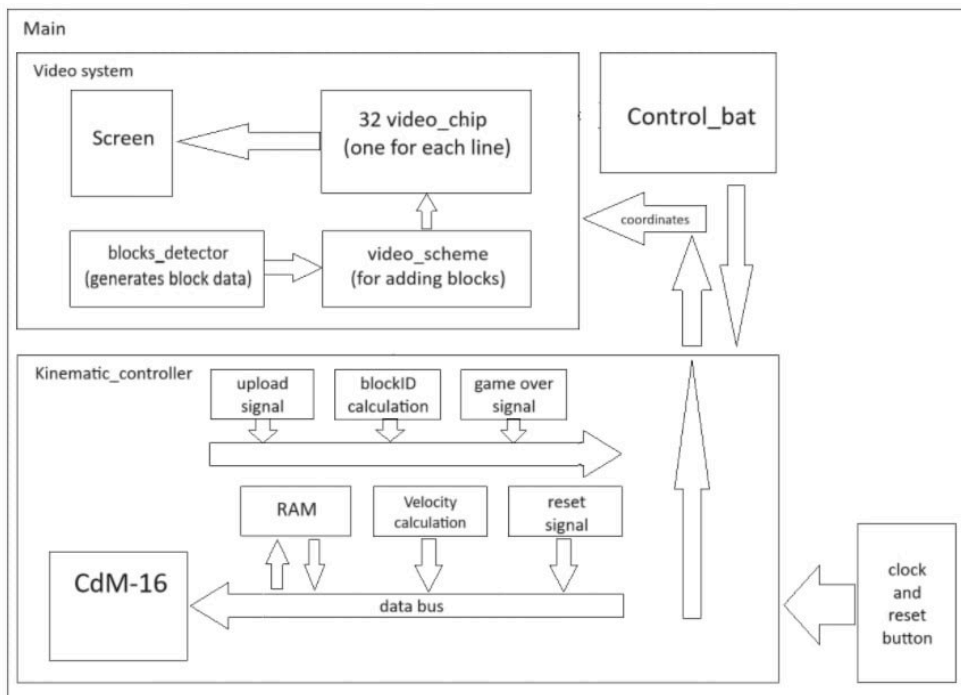 Main
Video system
Screen
32 video_chip
(one for each line)
Control_bat
coordinates
blocks_detector
(generates block data)
video_scheme
(for adding blocks)
Kinematic_controller
upload
signal
blockID
calculation
game over
signal
RAM
Velocity
calculation
reset
signal
CdM-16
data bus
clock
and
reset
button